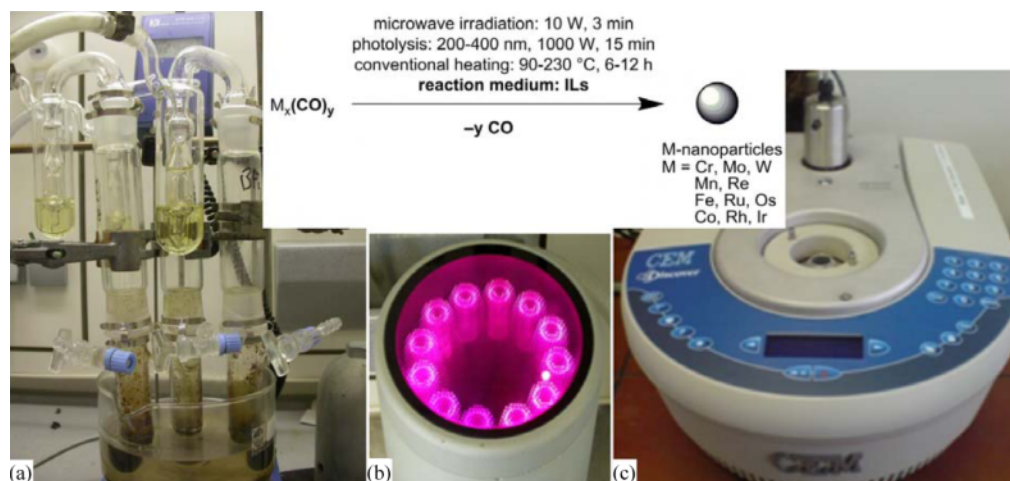 microwave irradiation: 10 W, 3 min
photolysis: 200-400 nm, 1000 W, 15 min
conventional heating: 90-230 °C, 6-12 h
reaction medium: ILs
Mₓ(CO)y
–y CO
M-nanoparticles
M = Cr, Mo, W
Mn, Re
Fe, Ru, Os
Co, Rh, Ir
CEM
Discover
CEM
(a)
(b)
(c)